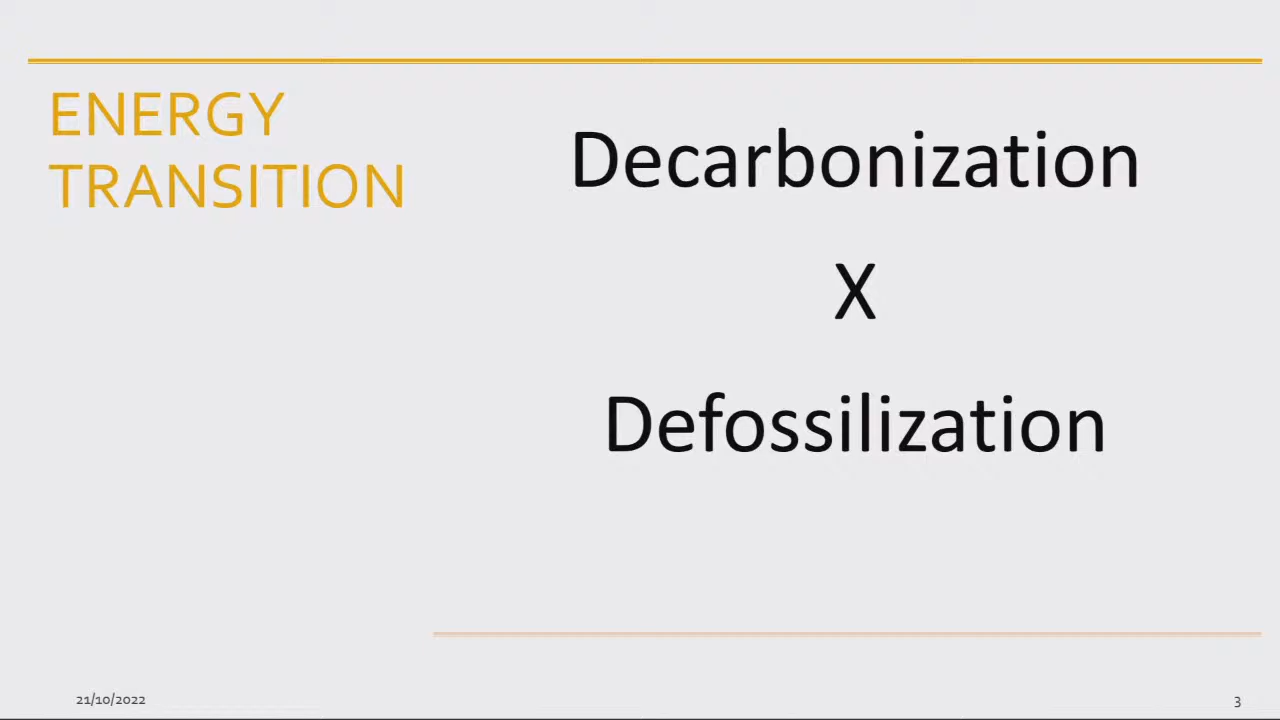 ENERGY
TRANSITION
Decarbonization
X
Defossilization
21/10/2022
3